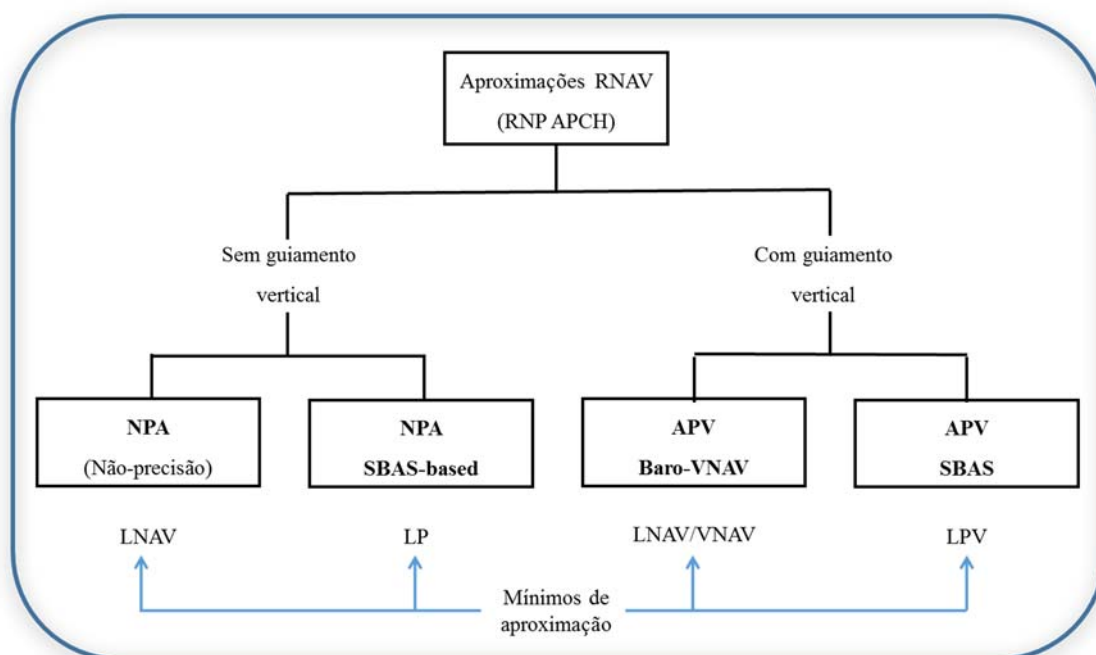 Aproximações RNAV
(RNP APCH)
Sem guiamento
vertical
Com guiamento
vertical
NPA
(Não-precisão)
NPA
SBAS-based
APV
Baro-VNAV
APV
SBAS
LNAV
LP
LNAV/VNAV
LPV
Mínimos de
aproximação